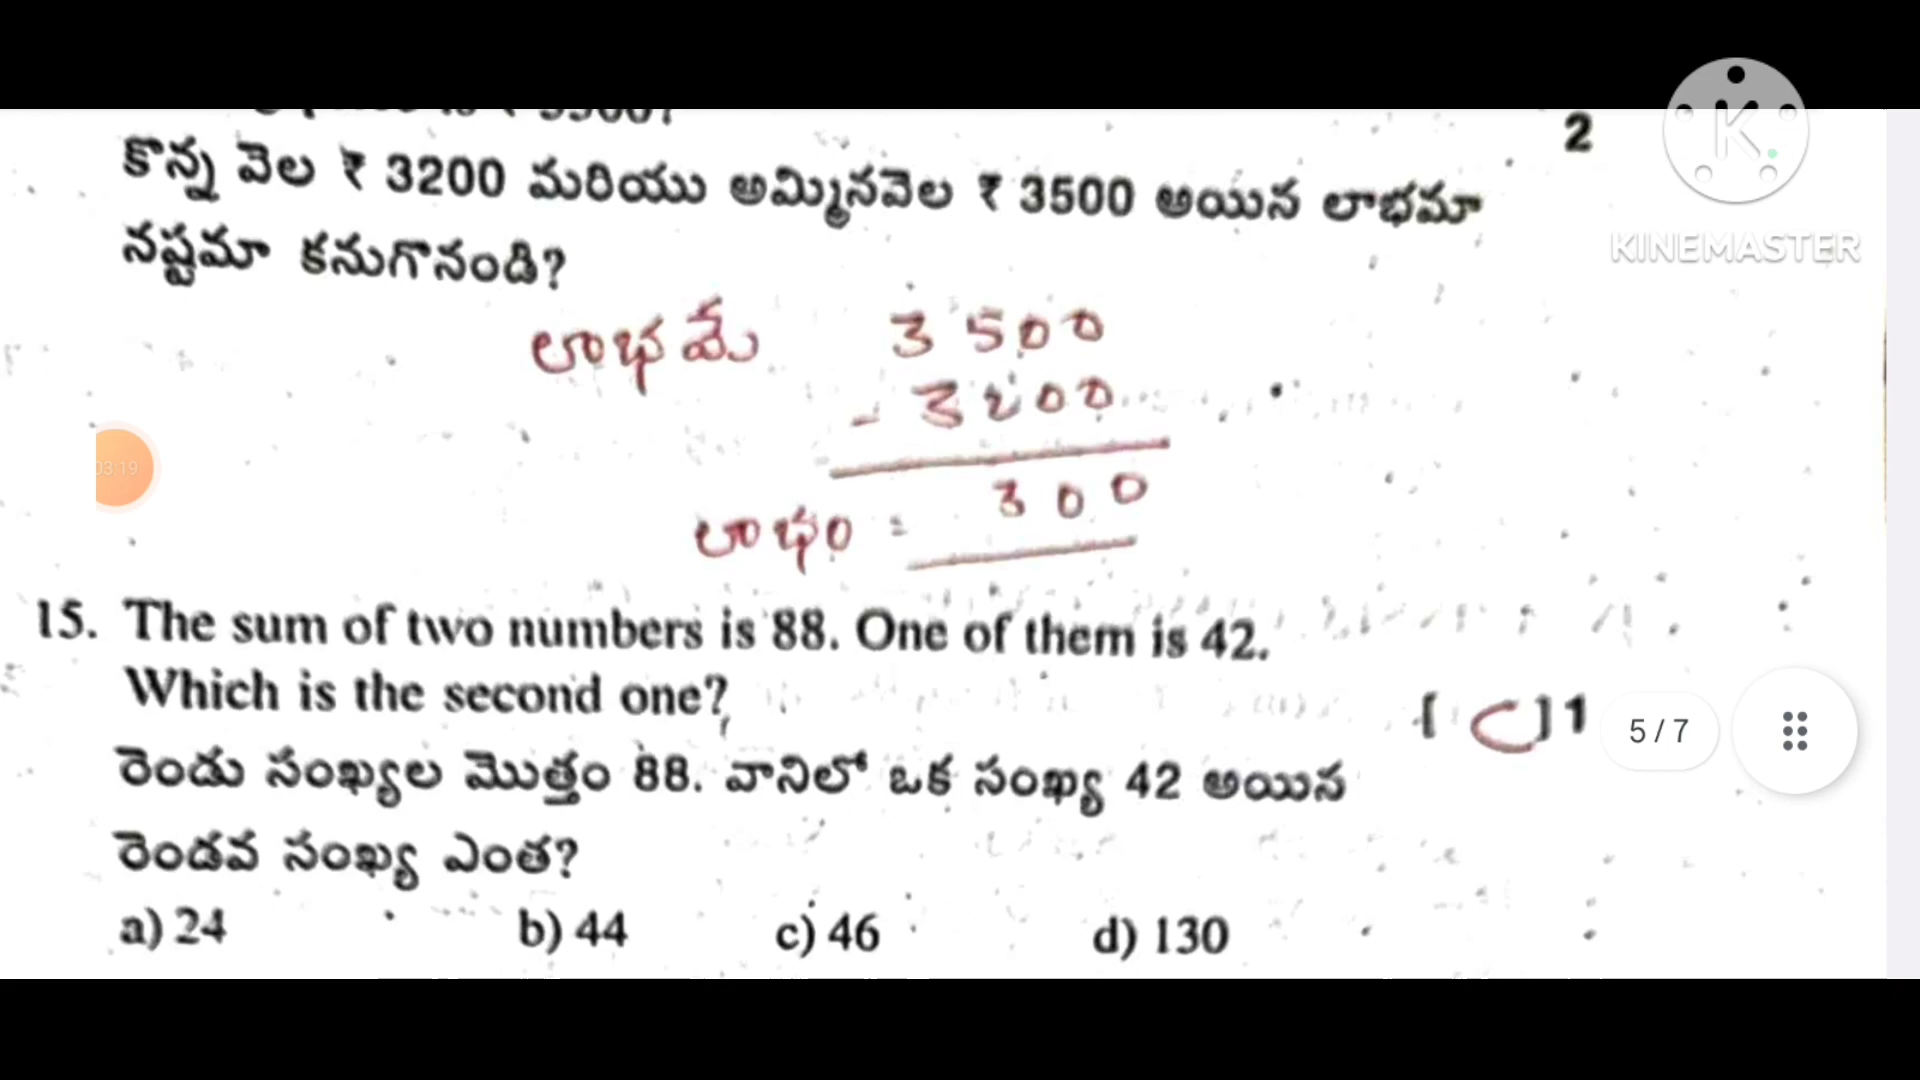 2
కొన్న వెల ₹ 3200 మరియు అమ్మినవెల ₹ 3500 అయిన లాభమా
నష్టమా కనుగొనండి?
KINEMASTER
లాభమే 3500
- 3200
03:19
లాభం = 300
15. The sum of two numbers is 88. One of them is 42.
Which is the second one? [ C ] 1
5 / 7
రెండు సంఖ్యల మొత్తం 88. వానిలో ఒక సంఖ్య 42 అయిన
రెండవ సంఖ్య ఎంత?
a) 24 b) 44 c) 46 d) 130